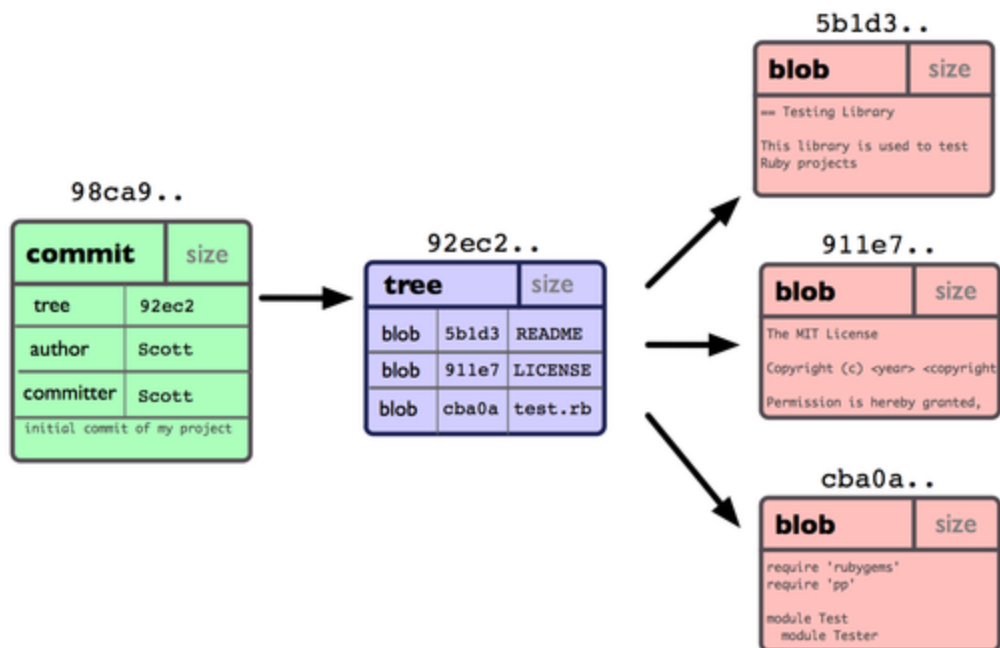 98ca9..
commit size
tree 92ec2
author Scott
committer Scott
initial commit of my project
92ec2..
tree size
blob 5b1d3 README
blob 911e7 LICENSE
blob cba0a test.rb
5b1d3..
blob size
== Testing Library
This library is used to test
Ruby projects
911e7..
blob size
The MIT License
Copyright (c) <year> <copyright
Permission is hereby granted,
cba0a..
blob size
require 'rubygems'
require 'pp'
module Test
module Tester